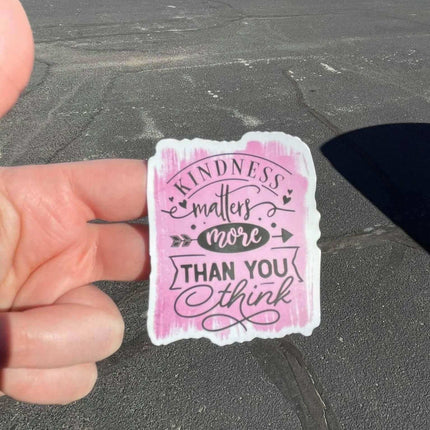 KINDNESS
matters
more
THAN YOU
think